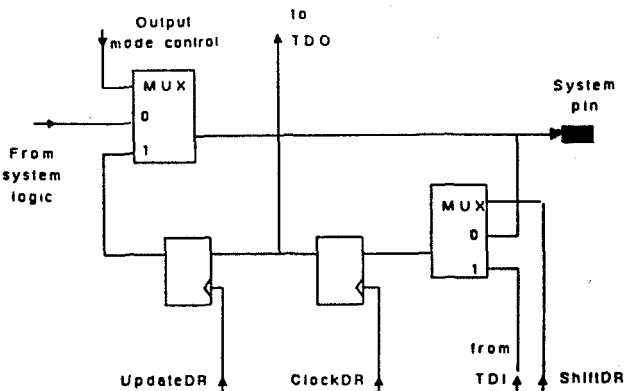 Output
mode control
to
TDO
MUX
0
1
System
pin
From
system
logic
MUX
0
1
from
UpdateDR
ClockDR
TDI
ShiftDR